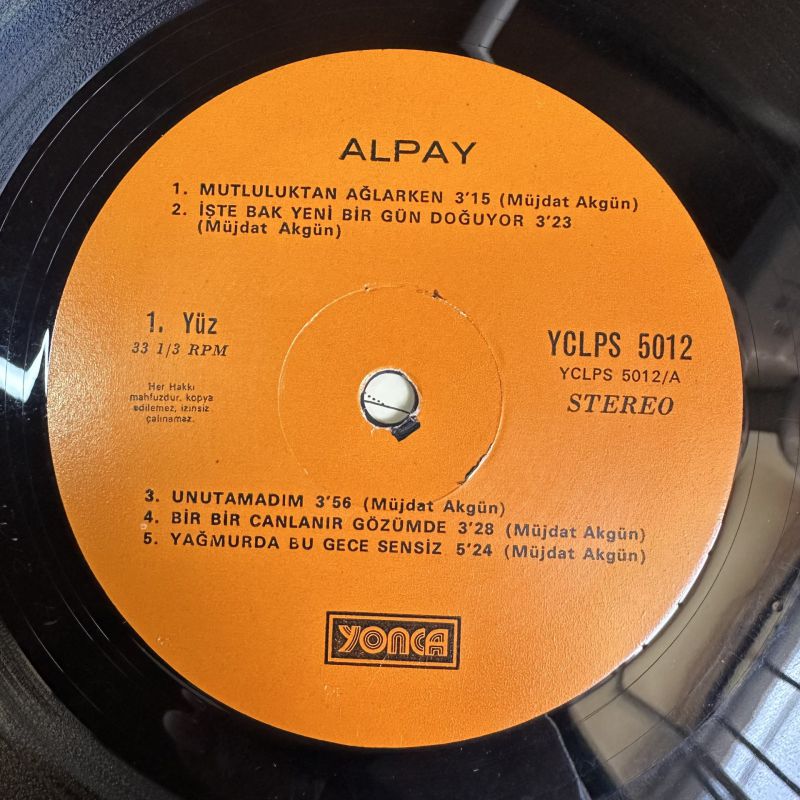 ALPAY
1. MUTLULUKTAN AĞLARKEN 3'15 (Müjdat Akgün)
2. İŞTE BAK YENİ BİR GÜN DOĞUYOR 3'23
(Müjdat Akgün)
1. Yüz
33 1/3 RPM
Her Hakkı
mahfuzdur, kopya
edilemez, izinsiz
çalınamaz.
YCLPS 5012
YCLPS 5012/A
STEREO
3. UNUTAMADIM 3'56 (Müjdat Akgün)
4. BİR BİR CANLANIR GÖZÜMDE 3'28 (Müjdat Akgün)
5. YAĞMURDA BU GECE SENSİZ 5'24 (Müjdat Akgün)
YONCA